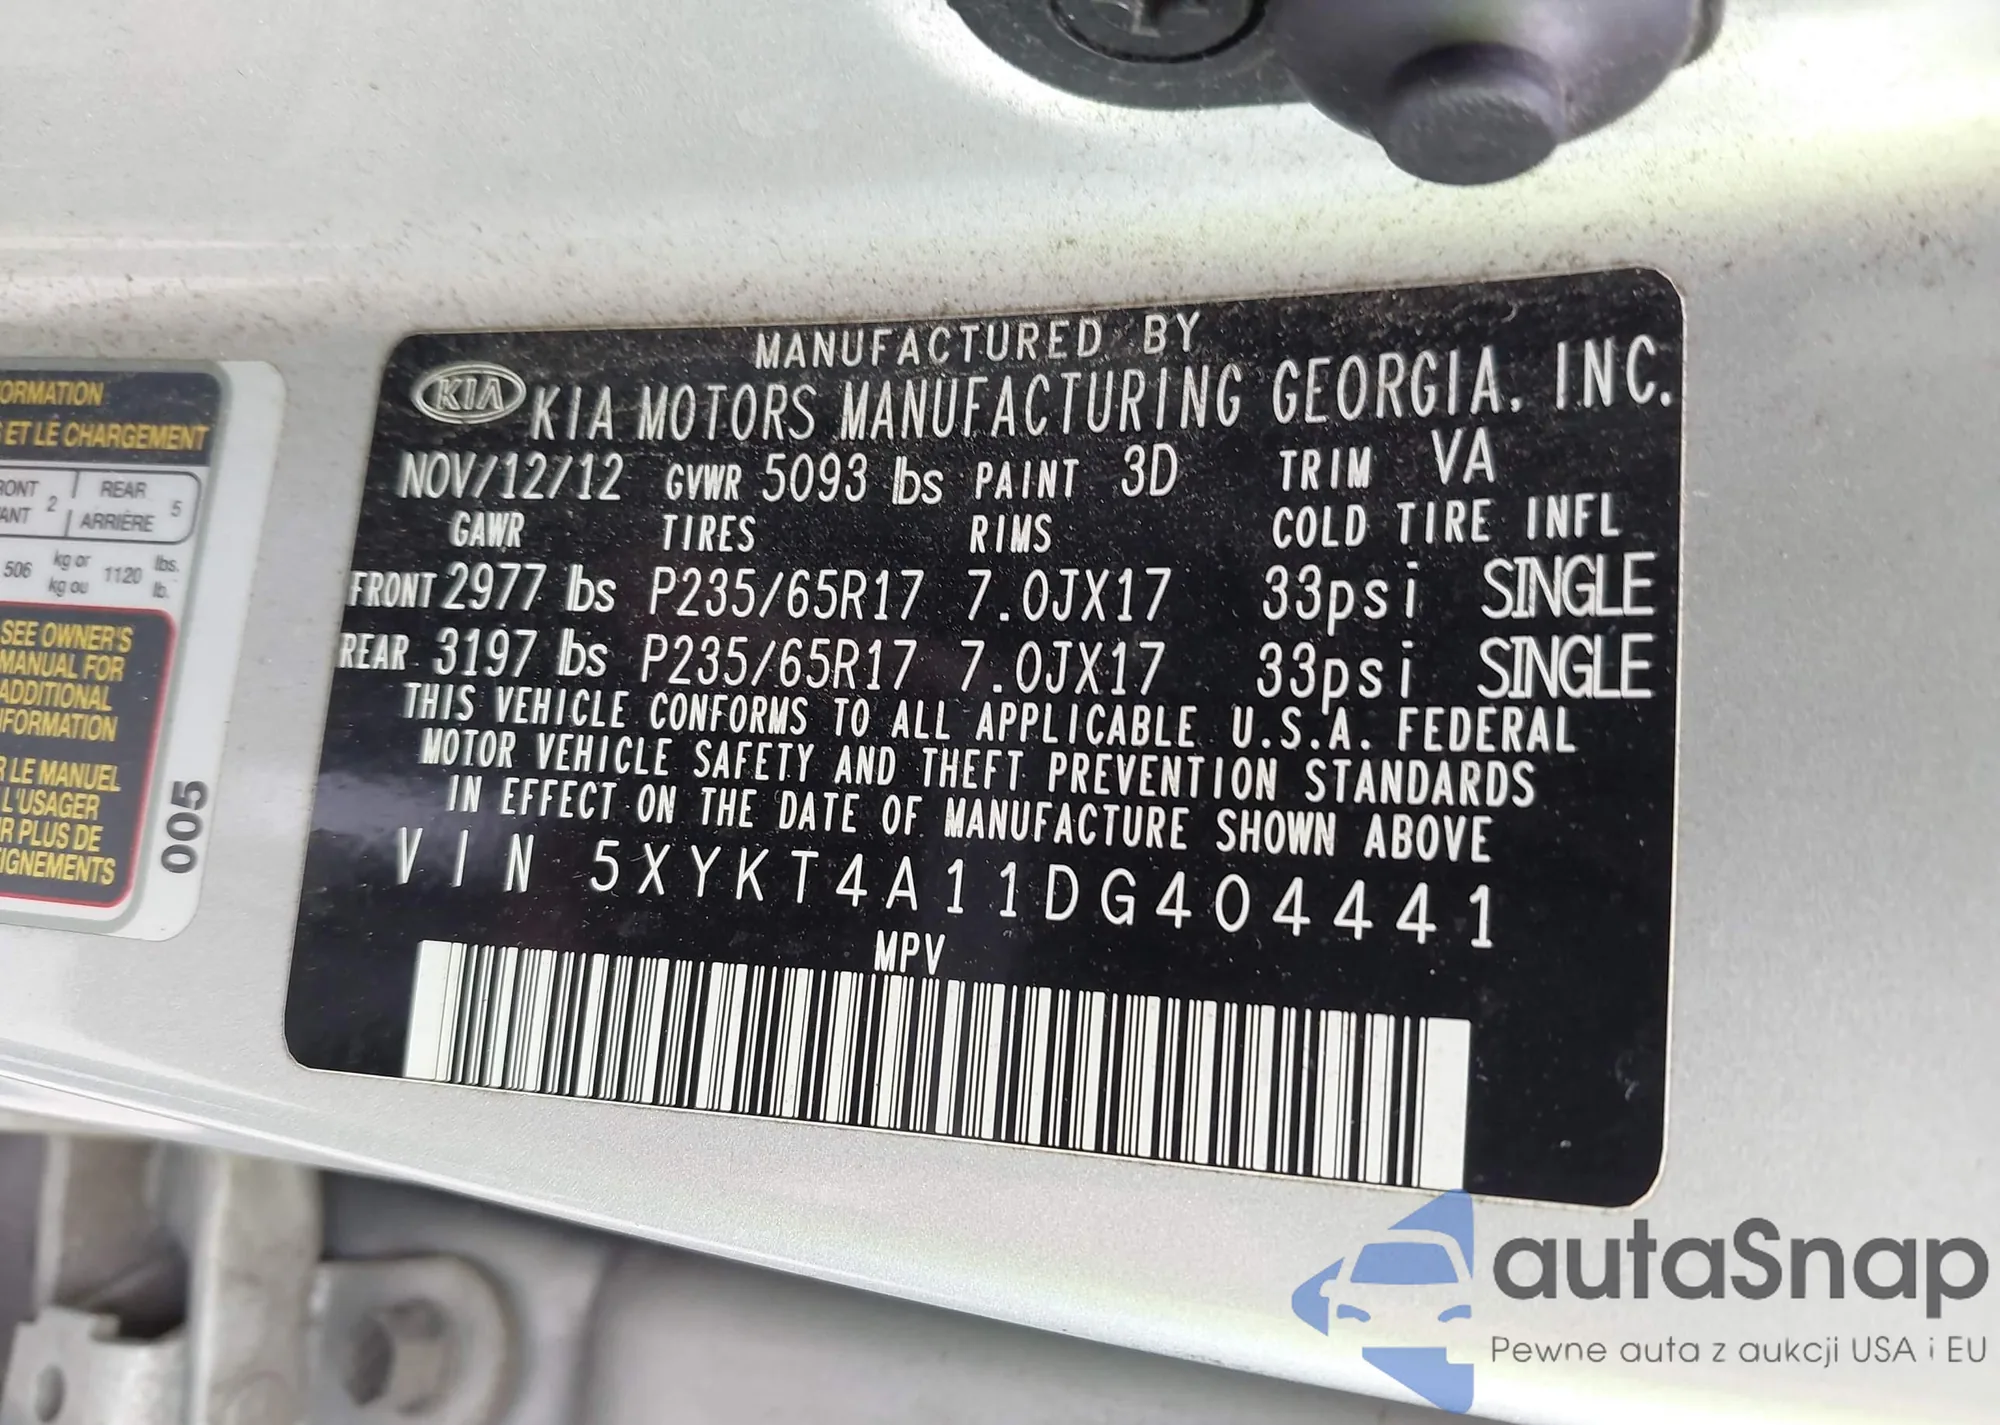 ORMATION
ET LE CHARGEMENT
2
REAR
ARRIÈRE
5
506
kg or
kg ou
1120
lbs.
lb.
SEE OWNER'S
MANUAL FOR
ADDITIONAL
FORMATION
LE MANUEL
L'USAGER
PLUS DE
IGNEMENTS
005
MANUFACTURED BY
KIA KIA MOTORS MANUFACTURING GEORGIA, INC.
NOV/12/12 GVWR 5093 lbs PAINT 3D TRIM VA
GAWR TIRES RIMS COLD TIRE INFL
FRONT 2977 lbs P235/65R17 7.0JX17 33psi SINGLE
REAR 3197 lbs P235/65R17 7.0JX17 33psi SINGLE
THIS VEHICLE CONFORMS TO ALL APPLICABLE U.S.A. FEDERAL
MOTOR VEHICLE SAFETY AND THEFT PREVENTION STANDARDS
IN EFFECT ON THE DATE OF MANUFACTURE SHOWN ABOVE
VIN 5XYKT4A11DG404441
MPV
autaSnap
Pewne auta z aukcji USA i EU